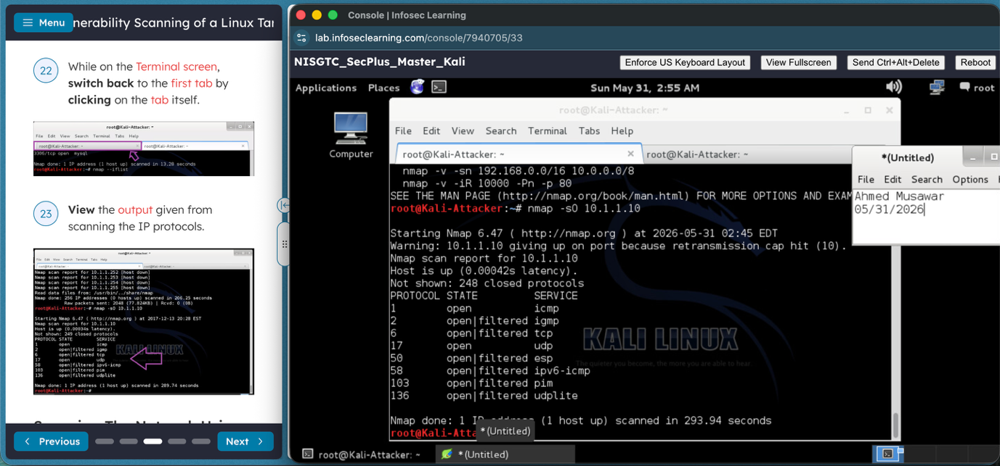 Menu
nerability Scanning of a Linux Tar
22
While on the Terminal screen,
switch back to the first tab by
clicking on the tab itself.
root@Kali-Attacker: ~
File Edit View Search Terminal Tabs Help
root@Kali-Attacker: ~ × root@Kali-Attacker: ~ ×
3306/tcp open mysql
Nmap done: 1 IP address (1 host up) scanned in 13.28 seconds
root@Kali-Attacker:~# nmap --iflist
23
View the output given from
scanning the IP protocols.
root@Kali-Attacker: ~
File Edit View Search Terminal Tabs Help
root@Kali-Attacker: ~ × root@Kali-Attacker: ~
Nmap scan report for 10.1.1.252 [host down]
Nmap scan report for 10.1.1.253 [host down]
Nmap scan report for 10.1.1.254 [host down]
Nmap scan report for 10.1.1.255 [host down]
Read data files from: /usr/bin/../share/nmap
Nmap done: 256 IP addresses (0 hosts up) scanned in 206.25 seconds
Raw packets sent: 2048 (77.824KB) | Rcvd: 0 (0B)
root@Kali-Attacker:~# nmap -sO 10.1.1.10
Starting Nmap 6.47 ( http://nmap.org ) at 2017-12-13 20:28 EST
Nmap scan report for 10.1.1.10
Host is up (0.00034s latency).
Not shown: 249 closed protocols
PROTOCOL STATE SERVICE
1 open icmp
2 open|filtered igmp
6 open|filtered tcp
17 open udp
58 open|filtered ipv6-icmp
103 open|filtered pim
136 open|filtered udplite
KALI LINUX
Nmap done: 1 IP address (1 host up) scanned in 289.74 seconds
root@Kali-Attacker:~#
Previous
Next
Console | Infosec Learning
lab.infoseclearning.com/console/7940705/33
NISGTC_SecPlus_Master_Kali
Enforce US Keyboard Layout View Fullscreen Send Ctrl+Alt+Delete Reboot
Applications Places Sun May 31, 2:55 AM root
Computer
root@Kali-Attacker: ~
File Edit View Search Terminal Tabs Help
root@Kali-Attacker: ~ × root@Kali-Attacker: ~
nmap -v -sn 192.168.0.0/16 10.0.0.0/8
nmap -v -iR 10000 -Pn -p 80
SEE THE MAN PAGE (http://nmap.org/book/man.html) FOR MORE OPTIONS AND EXAM
root@Kali-Attacker:~# nmap -sO 10.1.1.10
Starting Nmap 6.47 ( http://nmap.org ) at 2026-05-31 02:45 EDT
Warning: 10.1.1.10 giving up on port because retransmission cap hit (10).
Nmap scan report for 10.1.1.10
Host is up (0.00042s latency).
Not shown: 248 closed protocols
PROTOCOL STATE SERVICE
1 open icmp
2 open|filtered igmp
6 open|filtered tcp
17 open udp
50 open|filtered esp
58 open|filtered ipv6-icmp
103 open|filtered pim
136 open|filtered udplite
KALI LINUX
The quieter you become, the more you are able to hear
Nmap done: 1 IP address (1 host up) scanned in 293.94 seconds
root@Kali-Atta
*(Untitled)
*(Untitled)
File Edit Search Options
Ahmed Musawar
05/31/2026
root@Kali-Attacker: ~ *(Untitled)